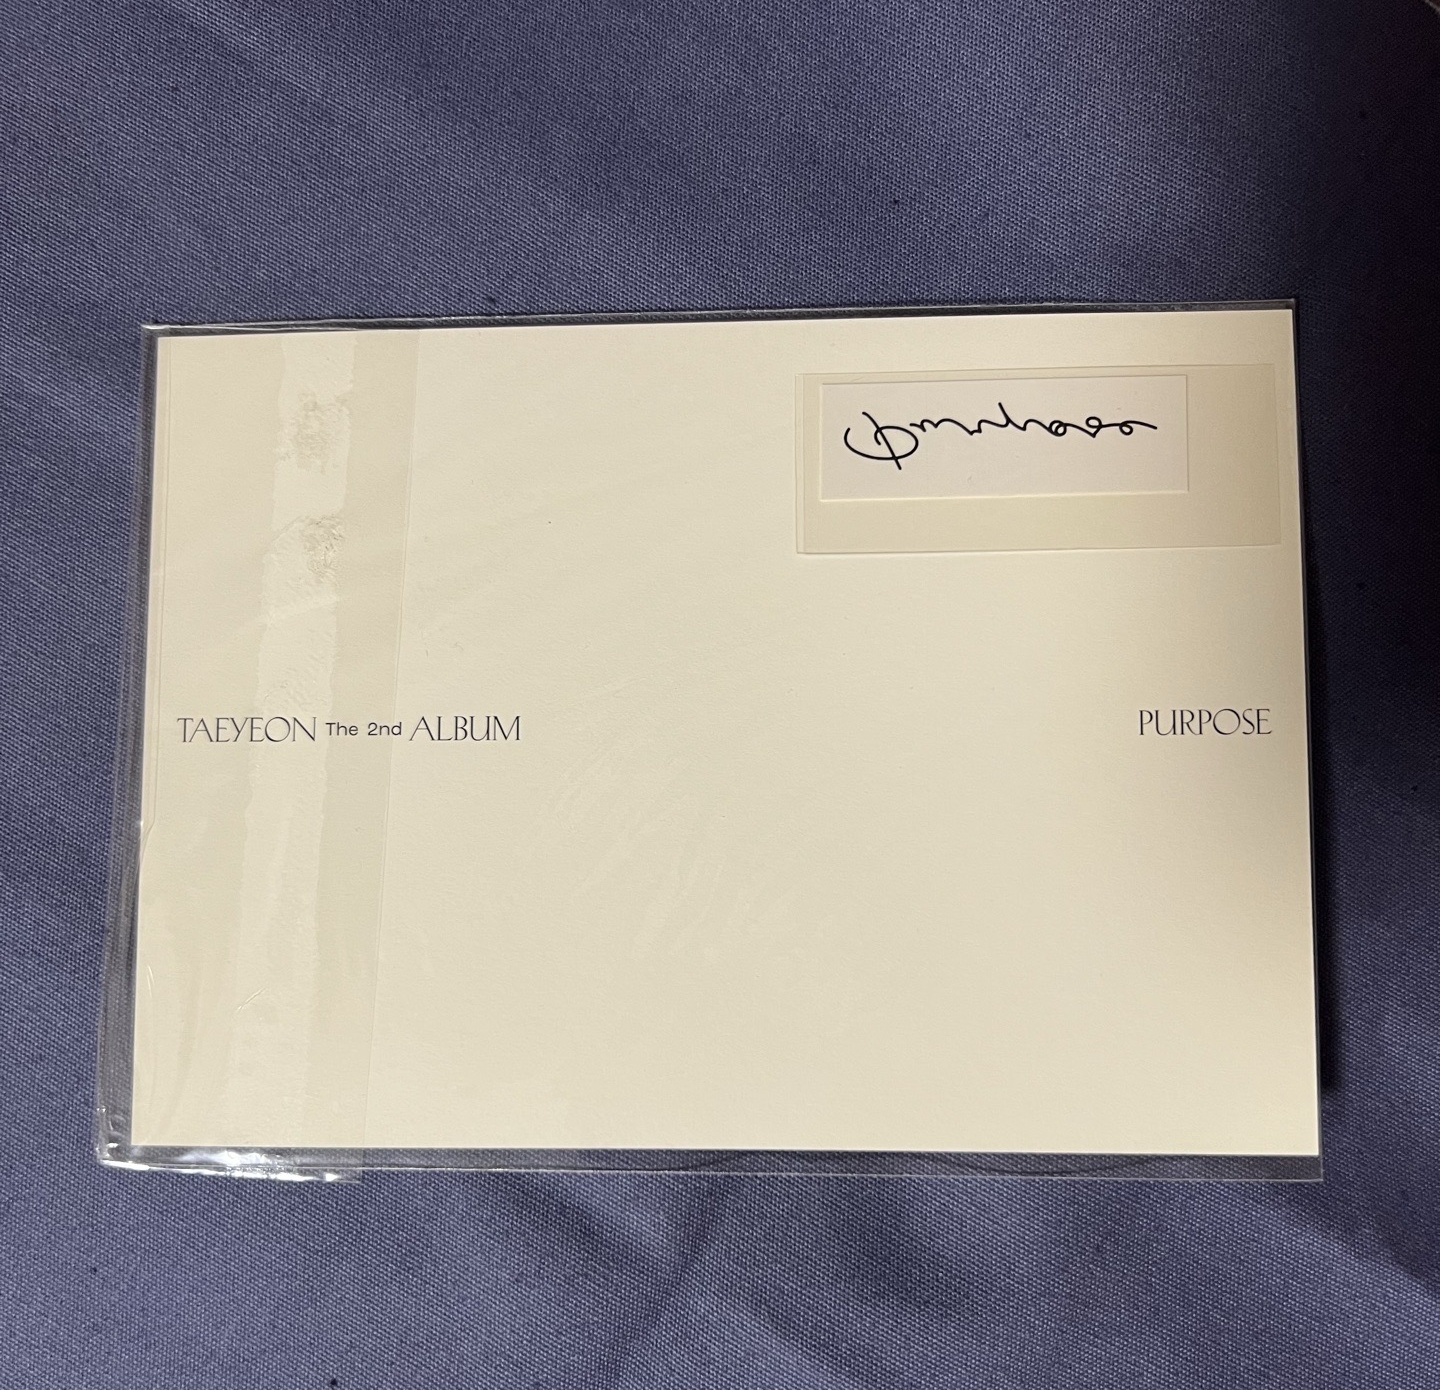 TAEYEON The 2nd ALBUM
PURPOSE